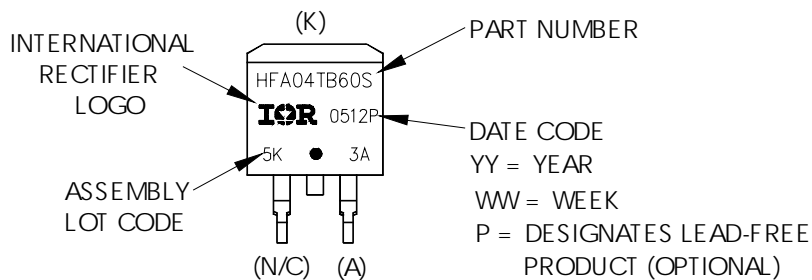 (K)
INTERNATIONAL
RECTIFIER
LOGO
PART NUMBER
HFA04TB60S
IOR 0512P
5K 3A
ASSEMBLY
LOT CODE
DATE CODE
YY = YEAR
WW = WEEK
P = DESIGNATES LEAD-FREE
PRODUCT (OPTIONAL)
(N/C) (A)